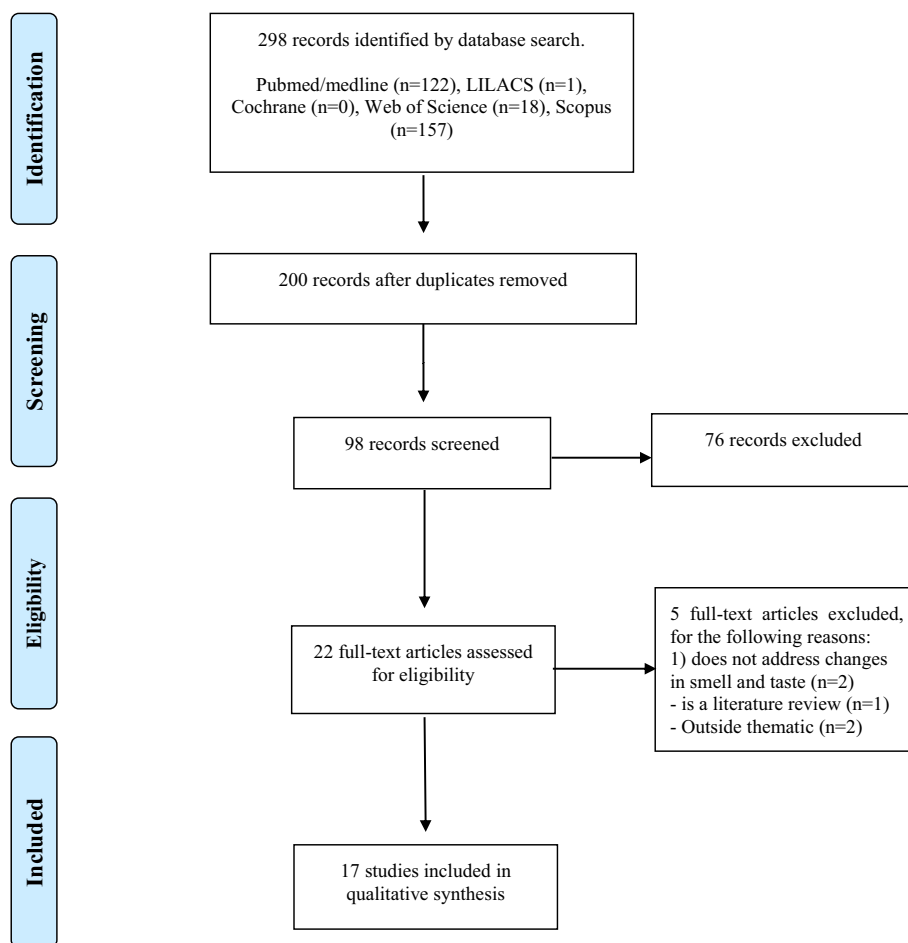 Identification
298 records identified by database search.
Pubmed/medline (n=122), LILACS (n=1),
Cochrane (n=0), Web of Science (n=18), Scopus
(n=157)
Screening
200 records after duplicates removed
98 records screened
76 records excluded
Eligibility
22 full-text articles assessed
for eligibility
5 full-text articles excluded,
for the following reasons:
1) does not address changes
in smell and taste (n=2)
- is a literature review (n=1)
- Outside thematic (n=2)
Included
17 studies included in
qualitative synthesis